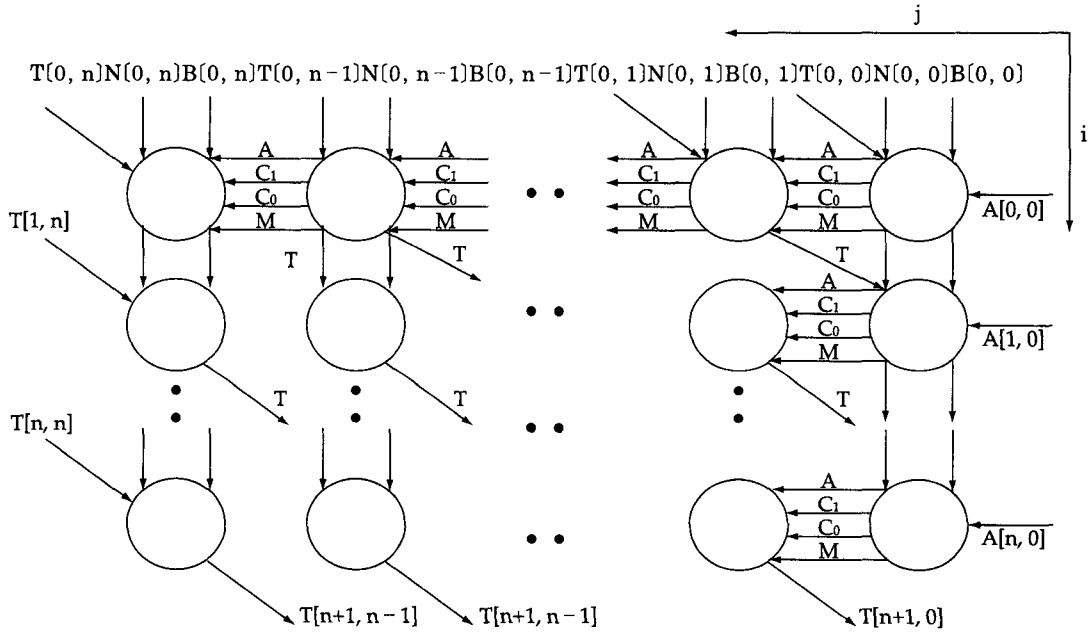 j
T[0, n]N[0, n]B[0, n]T[0, n-1]N[0, n-1]B[0, n-1]T[0, 1]N[0, 1]B[0, 1]T[0, 0]N[0, 0]B[0, 0]
i
A A A A
C1 C1 C1 C1
C0 C0 C0 C0
A[0, 0]
M M M M
T[1, n]
T T T
A
C1
C0
A[1, 0]
M
T T T
T[n, n]
A
C1
C0
A[n, 0]
M
T[n+1, n-1] T[n+1, n-1] T[n+1, 0]